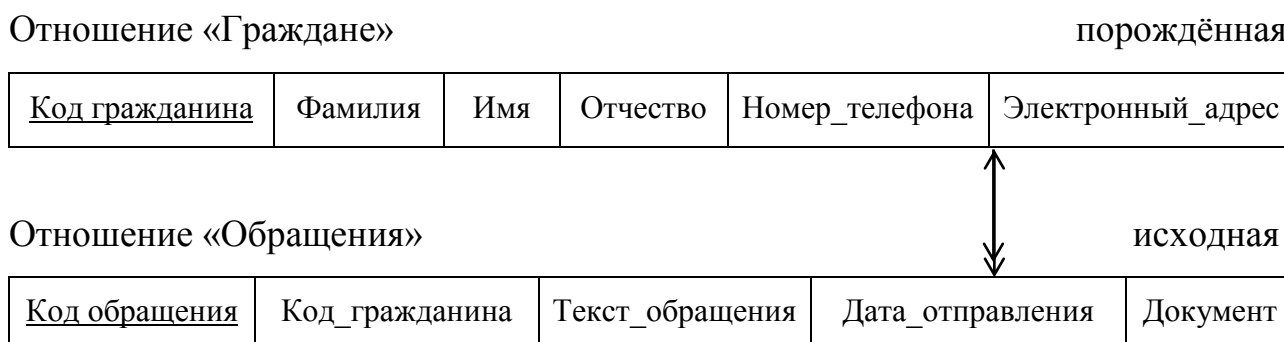 Отношение «Граждане» порождённая
Код гражданина Фамилия Имя Отчество Номер_телефона Электронный_адрес
Отношение «Обращения» исходная
Код обращения Код_гражданина Текст_обращения Дата_отправления Документ